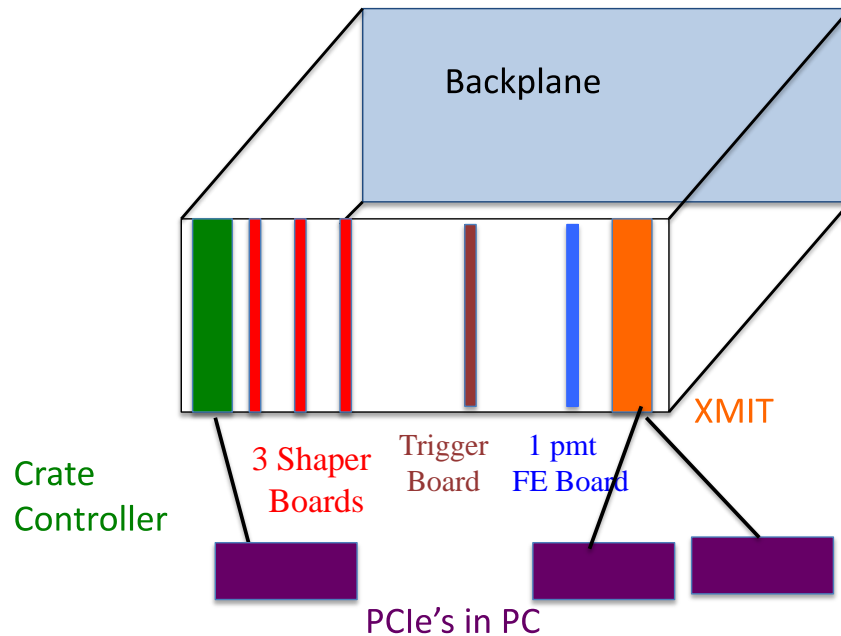 Backplane
XMIT
3 Shaper
Boards
Trigger
Board
1 pmt
FE Board
Crate
Controller
PCIe's in PC